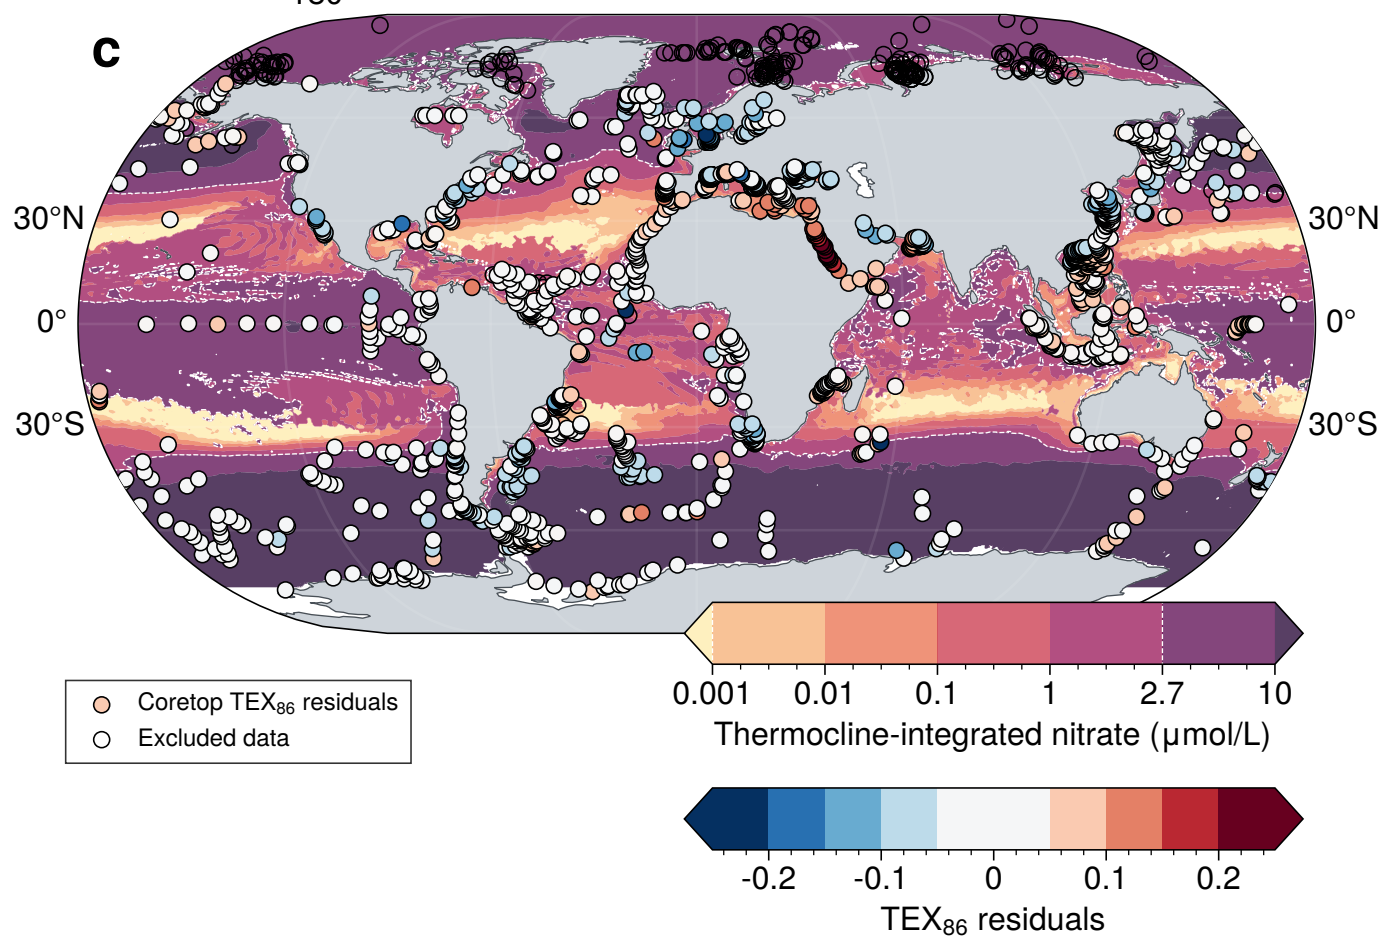 c
30°N
30°N
0°
0°
30°S
30°S
Coretop TEX86 residuals
Excluded data
0.001 0.01 0.1 1 2.7 10
Thermocline-integrated nitrate (µmol/L)
-0.2 -0.1 0 0.1 0.2
TEX86 residuals